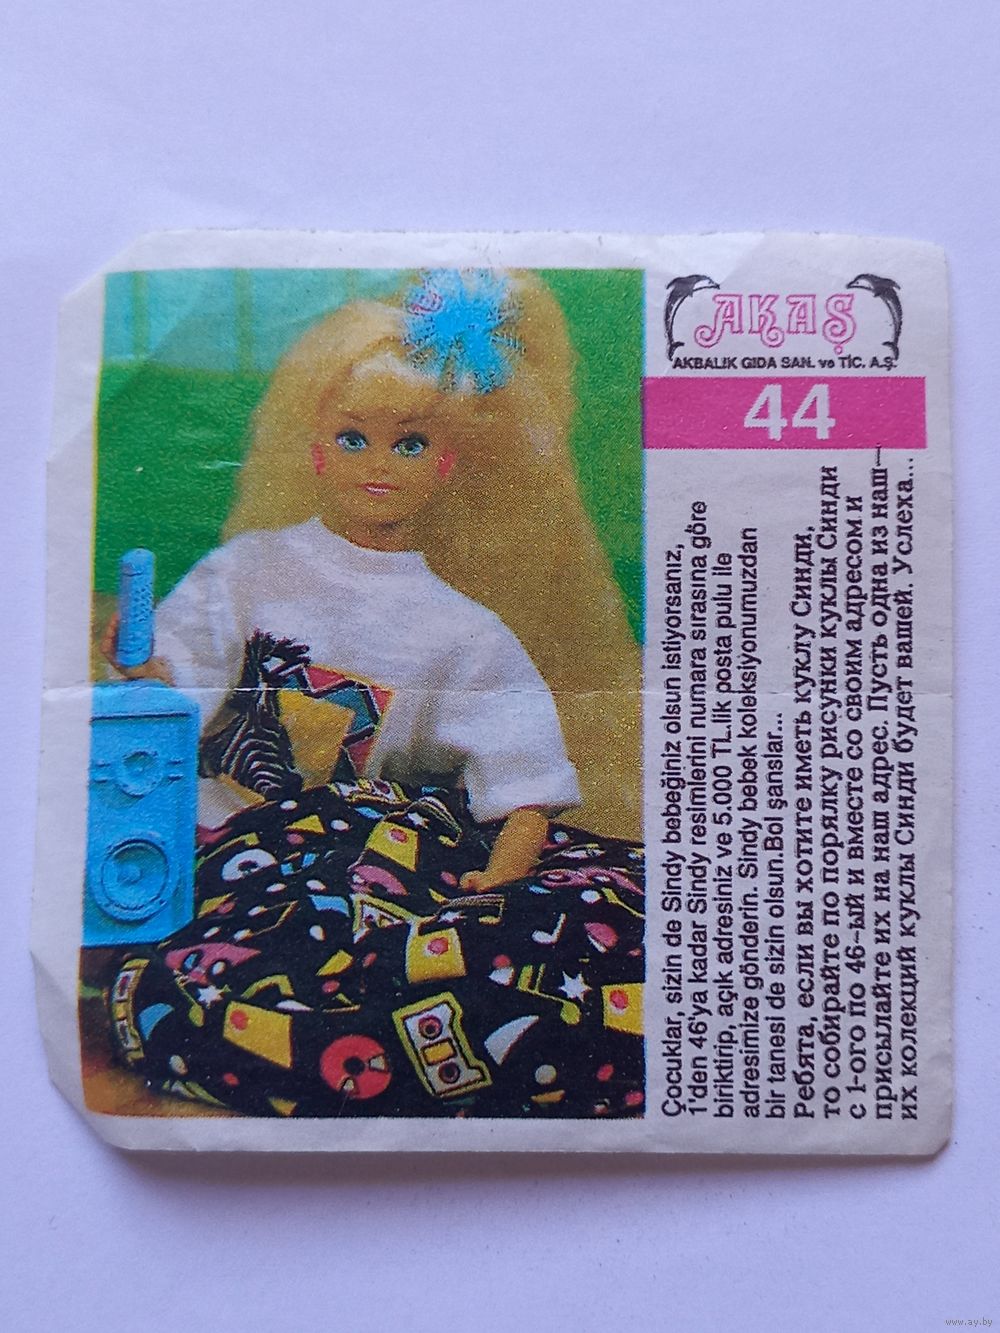 AKAŞ
AKBALIK GIDA SAN. ve TİC. A.Ş.
44
Çocuklar, sizin de Sindy bebeğiniz olsun istiyorsanız,
1'den 46'ya kadar Sindy resimlerini numara sırasına göre
biriktirip, açık adresiniz ve 5.000 TL.lik posta pulu ile
adresimize gönderin. Sindy bebek koleksiyonumuzdan
bir tanesi de sizin olsun.Bol şanslar...
Ребята, если вы хотите иметь куклу Синди,
то собирайте по порялку рисунки куклы Синди
с 1-ого по 46-ый и вместе со своим адресом и
присылайте их на наш адрес. Пусть одна из наш—
их колекций куклы Синди будет вашей. Услеха...
www.ay.by